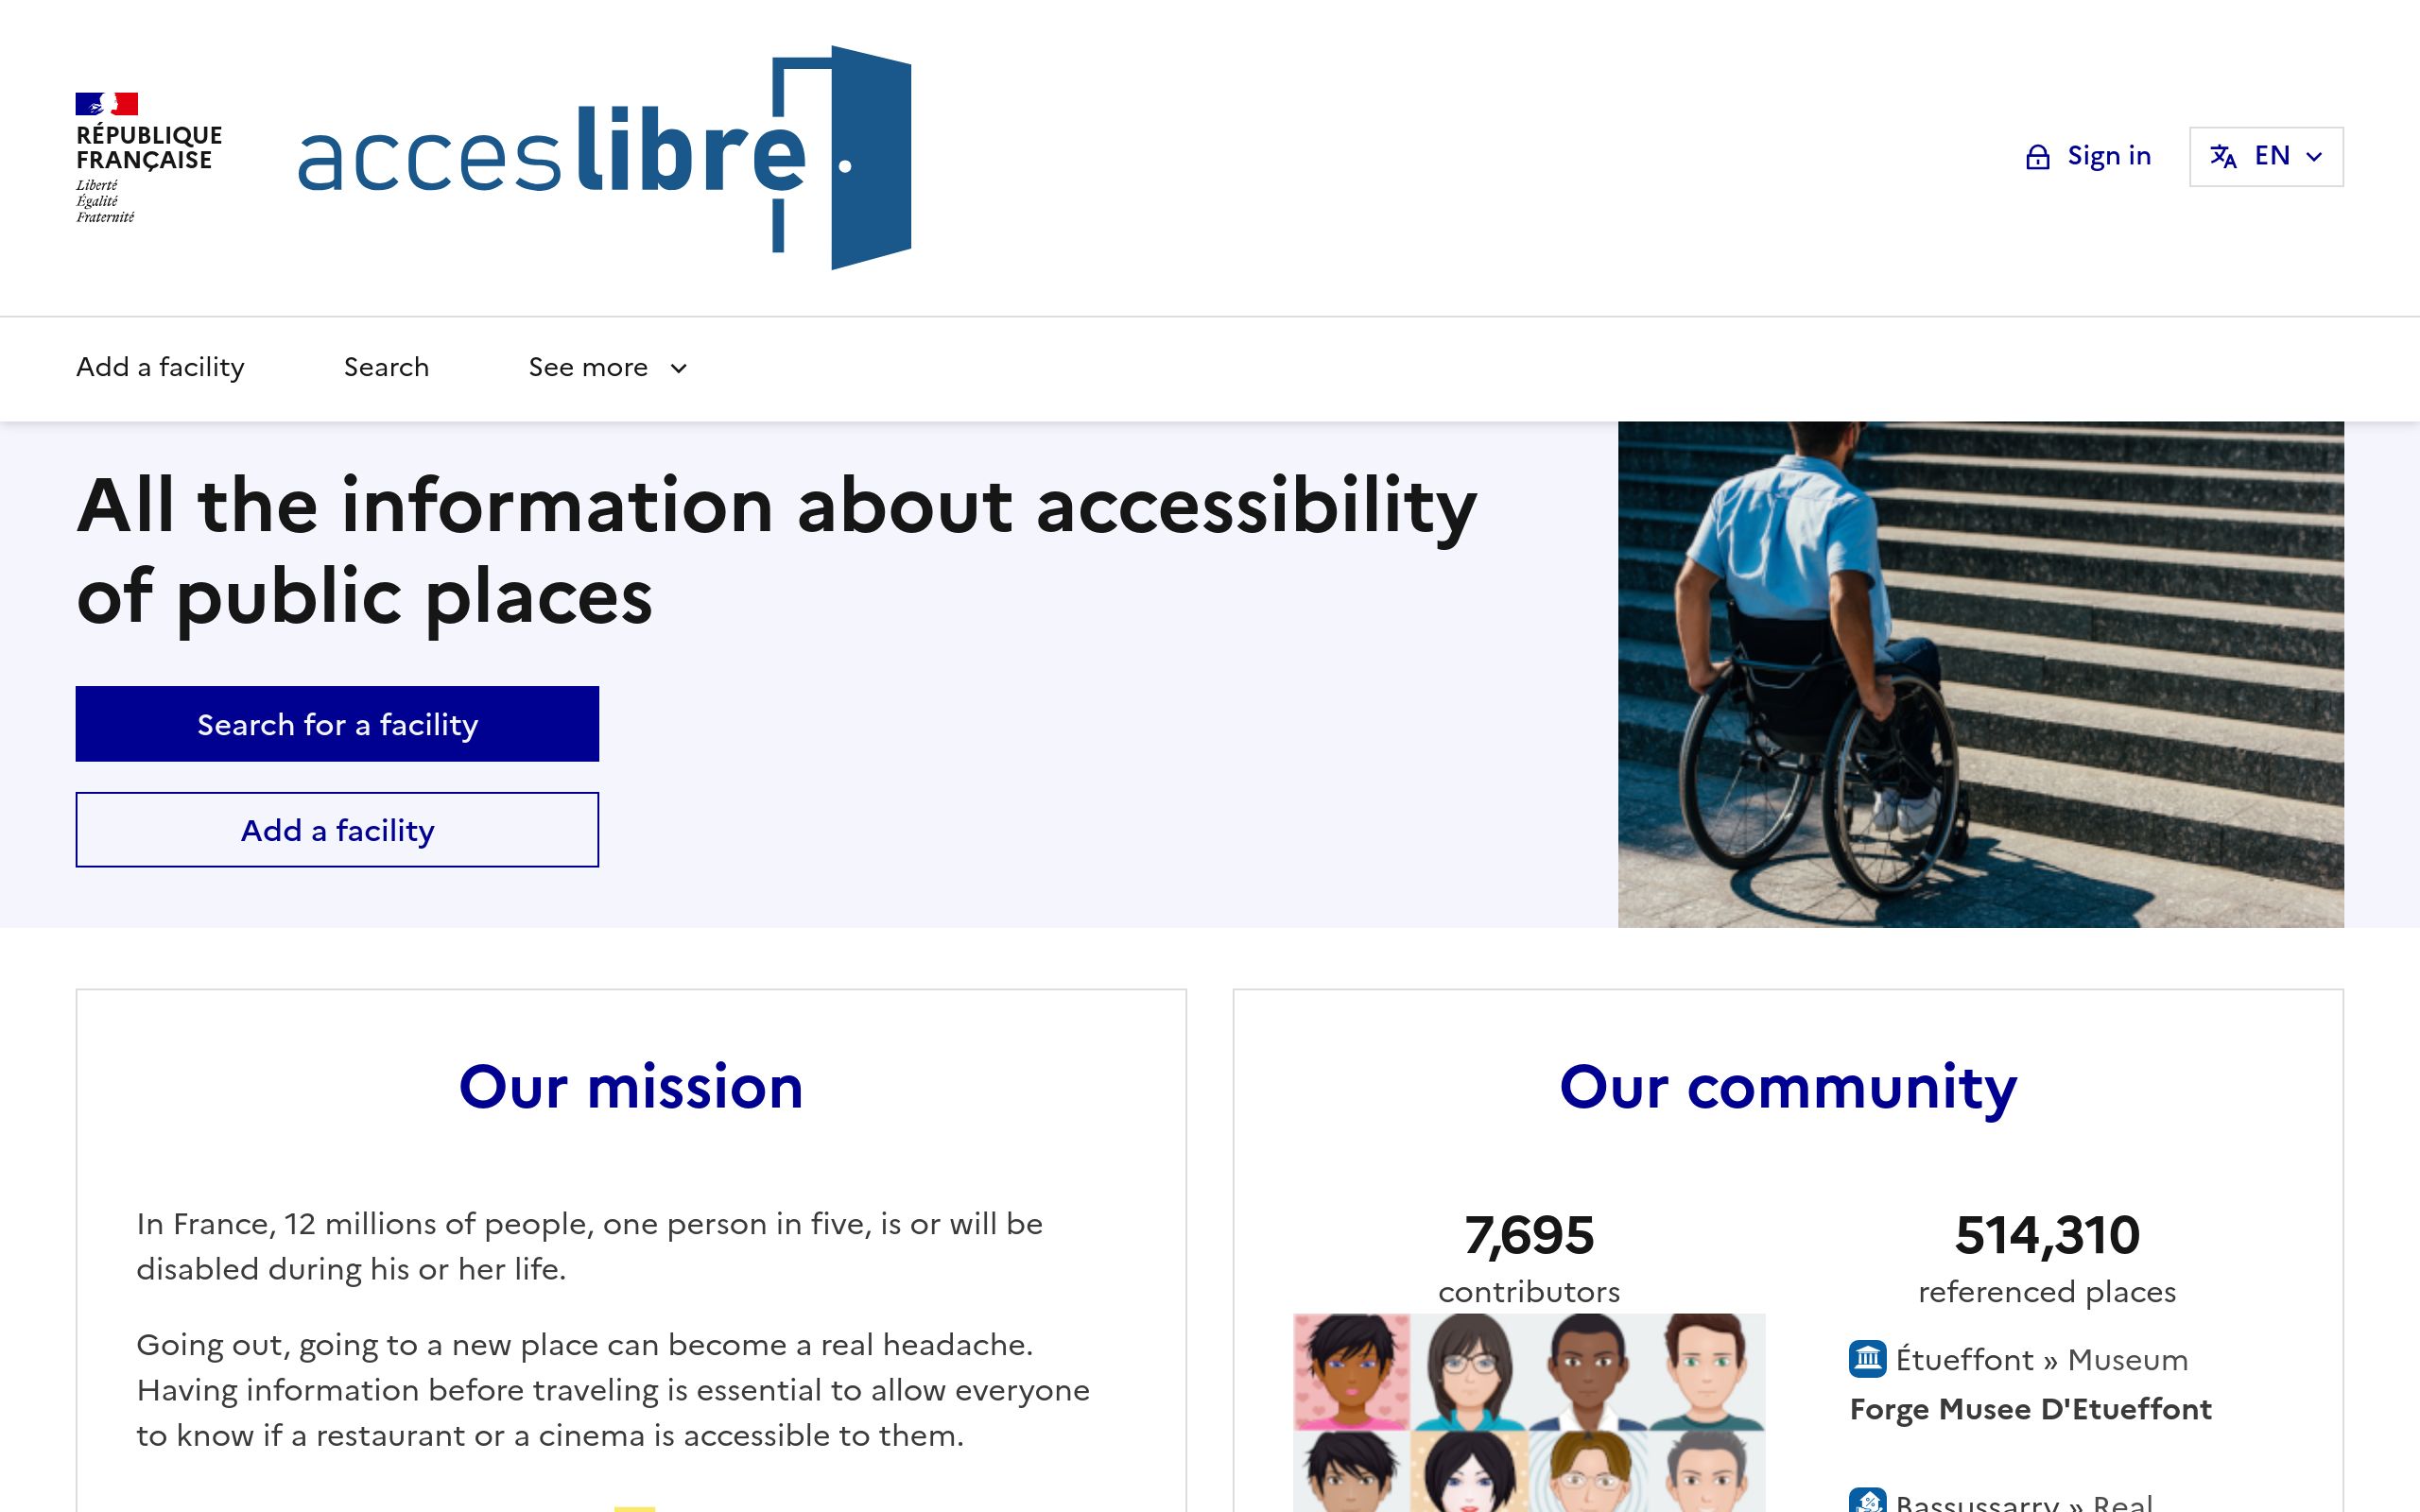 RÉPUBLIQUE
FRANÇAISE
Liberté
Égalité
Fraternité
acceslibre
Sign in
EN
Add a facility
Search
See more
All the information about accessibility
of public places
Search for a facility
Add a facility
Our mission
In France, 12 millions of people, one person in five, is or will be
disabled during his or her life.
Going out, going to a new place can become a real headache.
Having information before traveling is essential to allow everyone
to know if a restaurant or a cinema is accessible to them.
Our community
7,695
contributors
514,310
referenced places
Étueffont » Museum
Forge Musee D'Etueffont
Bassussarry » Real